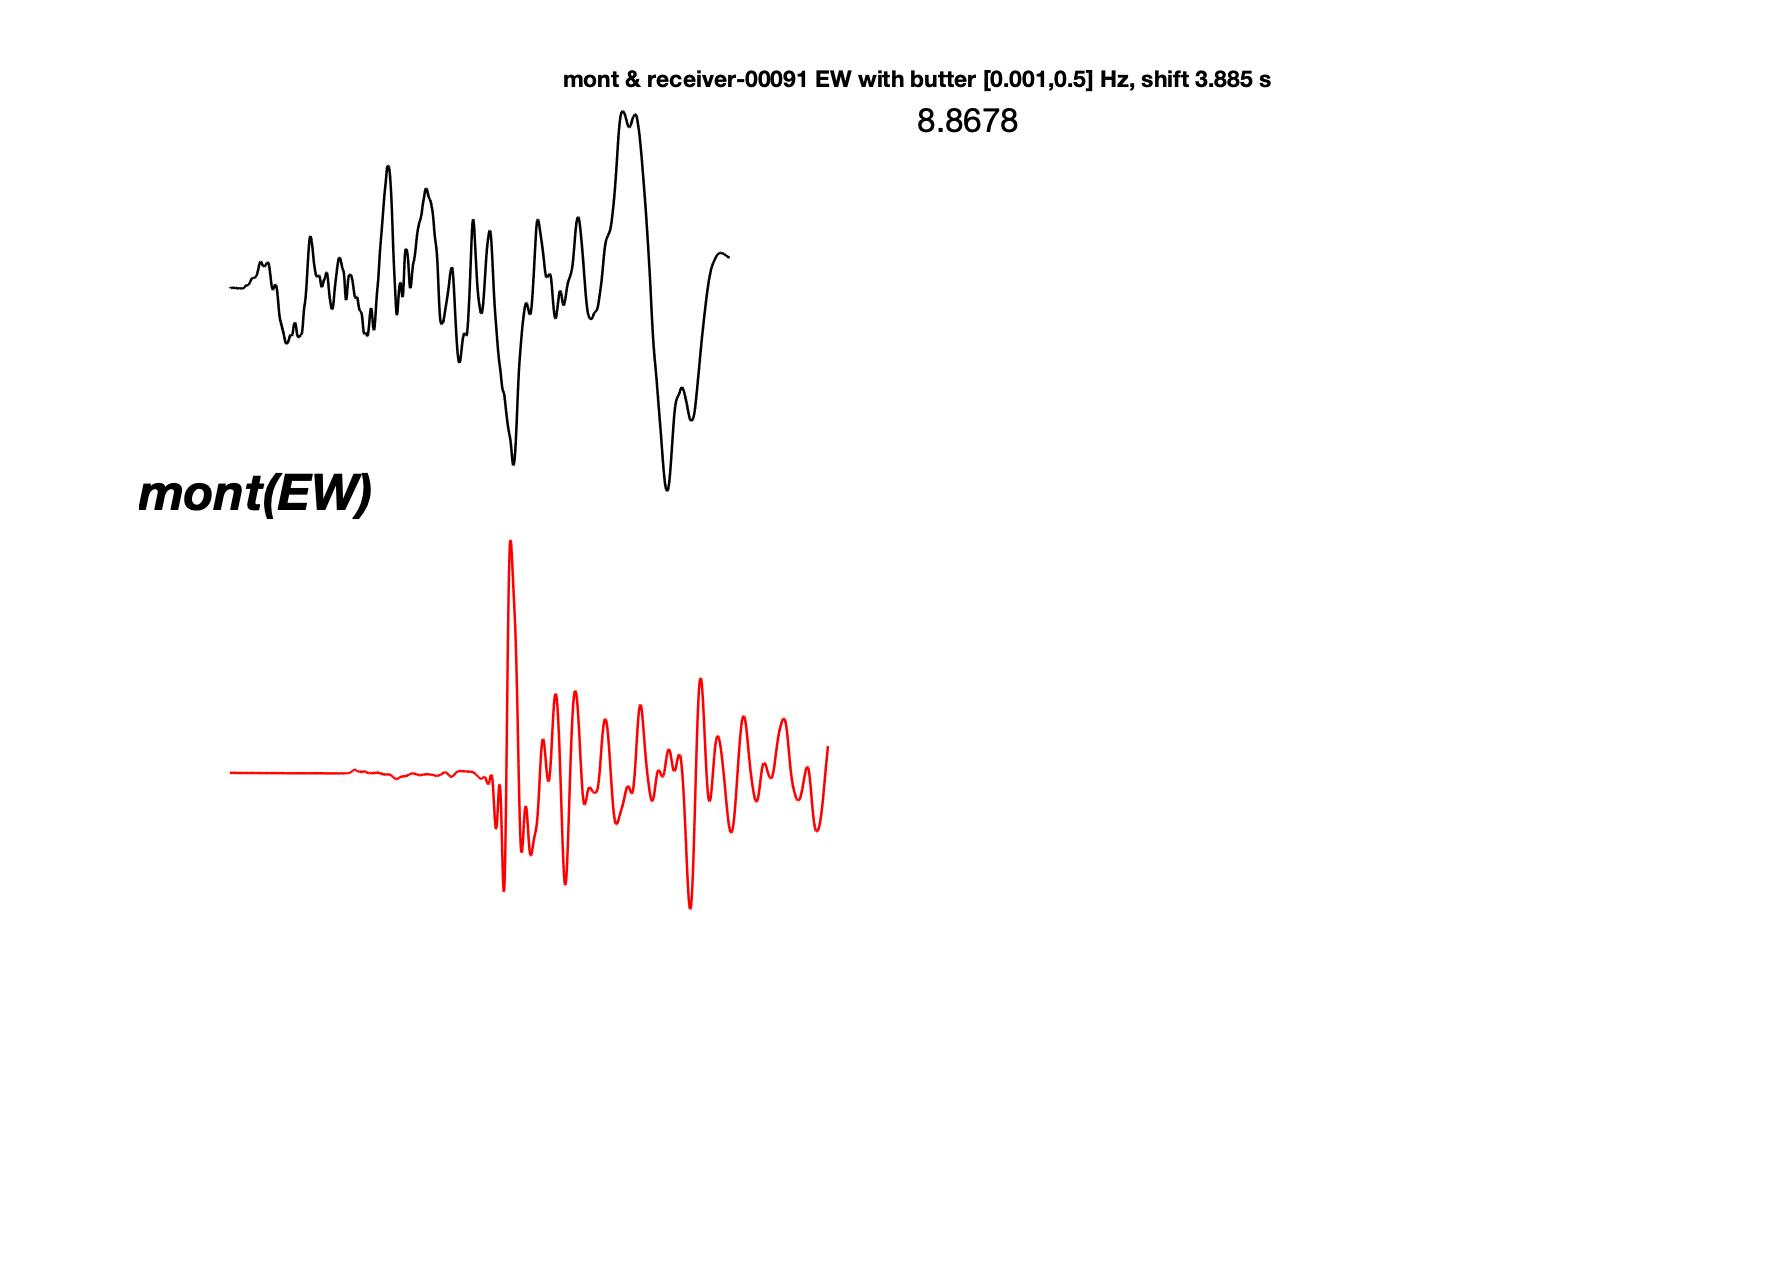 mont & receiver-00091 EW with butter [0.001,0.5] Hz, shift 3.885 s
8.8678
mont(EW)